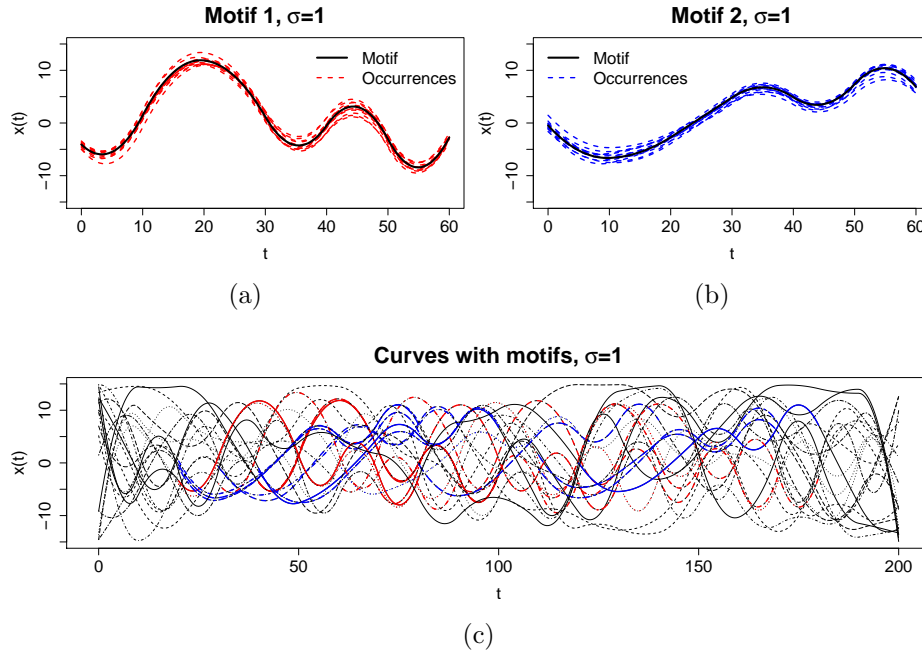 Motif 1, σ=1
Motif
Occurrences
x(t)
10
0
−10
0 10 20 30 40 50 60
t
(a)
Motif 2, σ=1
Motif
Occurrences
x(t)
10
0
−10
0 10 20 30 40 50 60
t
(b)
Curves with motifs, σ=1
x(t)
10
0
−10
0 50 100 150 200
t
(c)